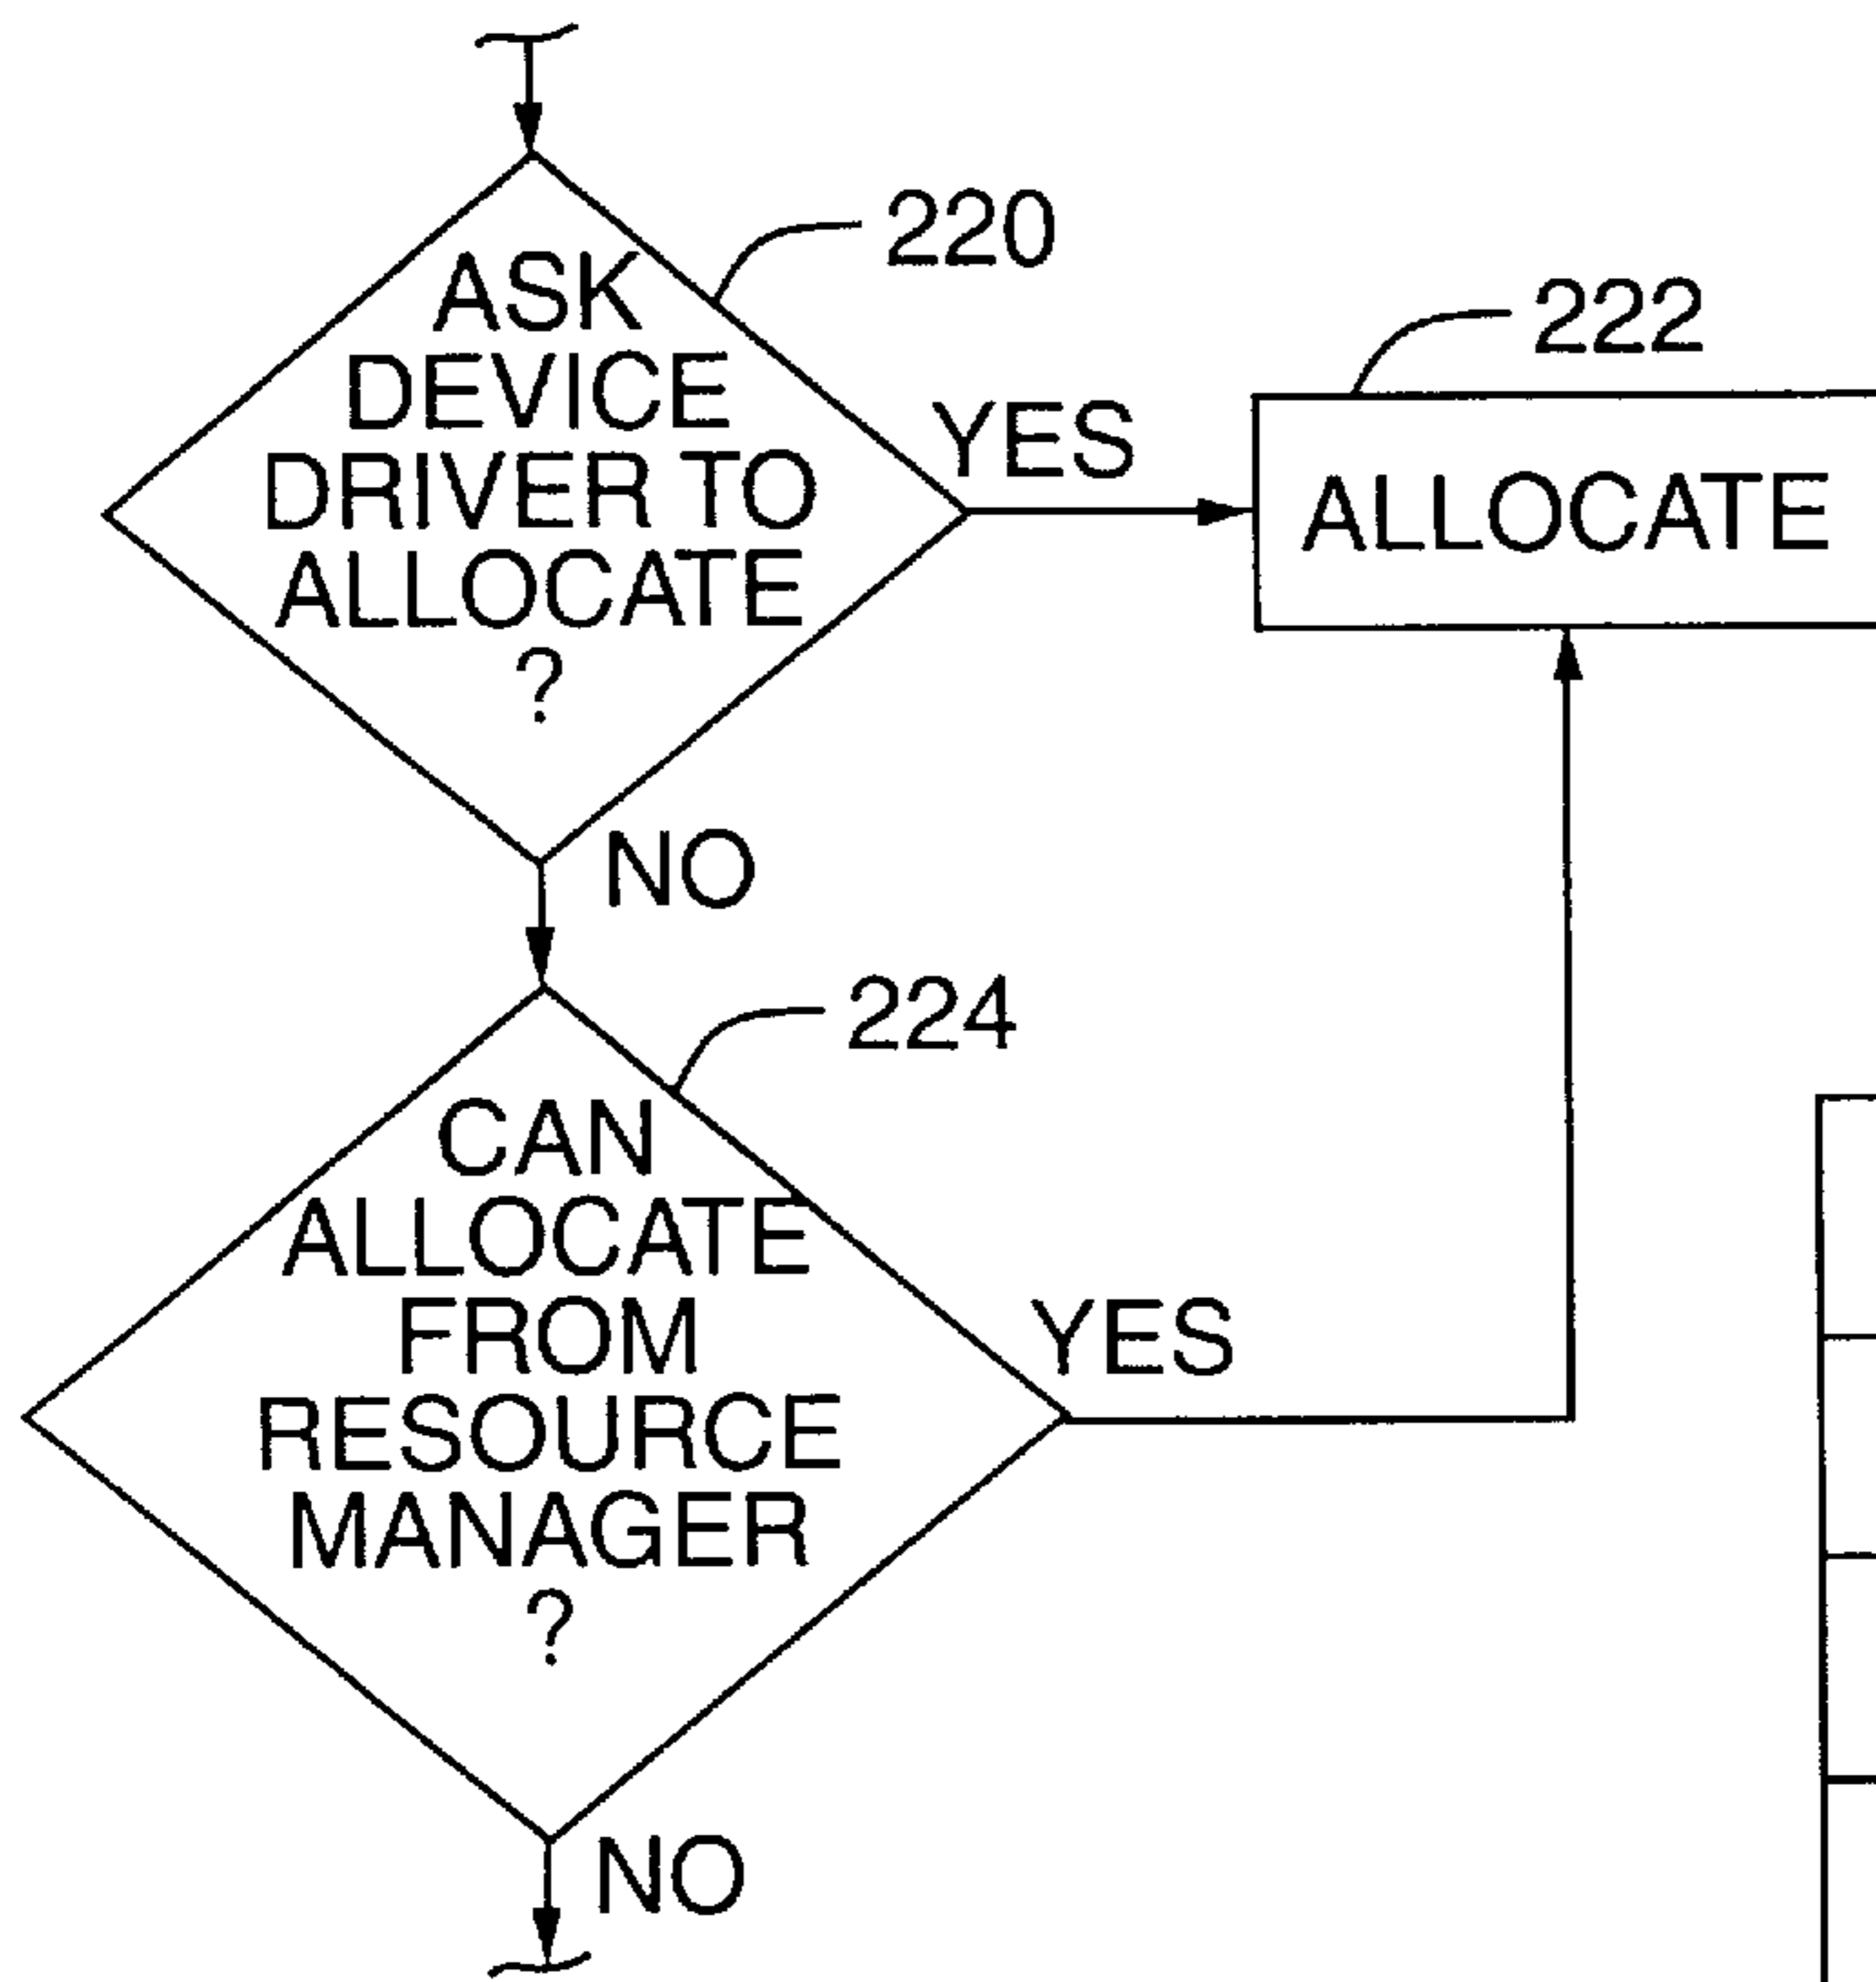 220
ASK
DEVICE
DRIVER TO
ALLOCATE
?
YES
222
ALLOCATE
NO
224
CAN
ALLOCATE
FROM
RESOURCE
MANAGER
?
YES
NO